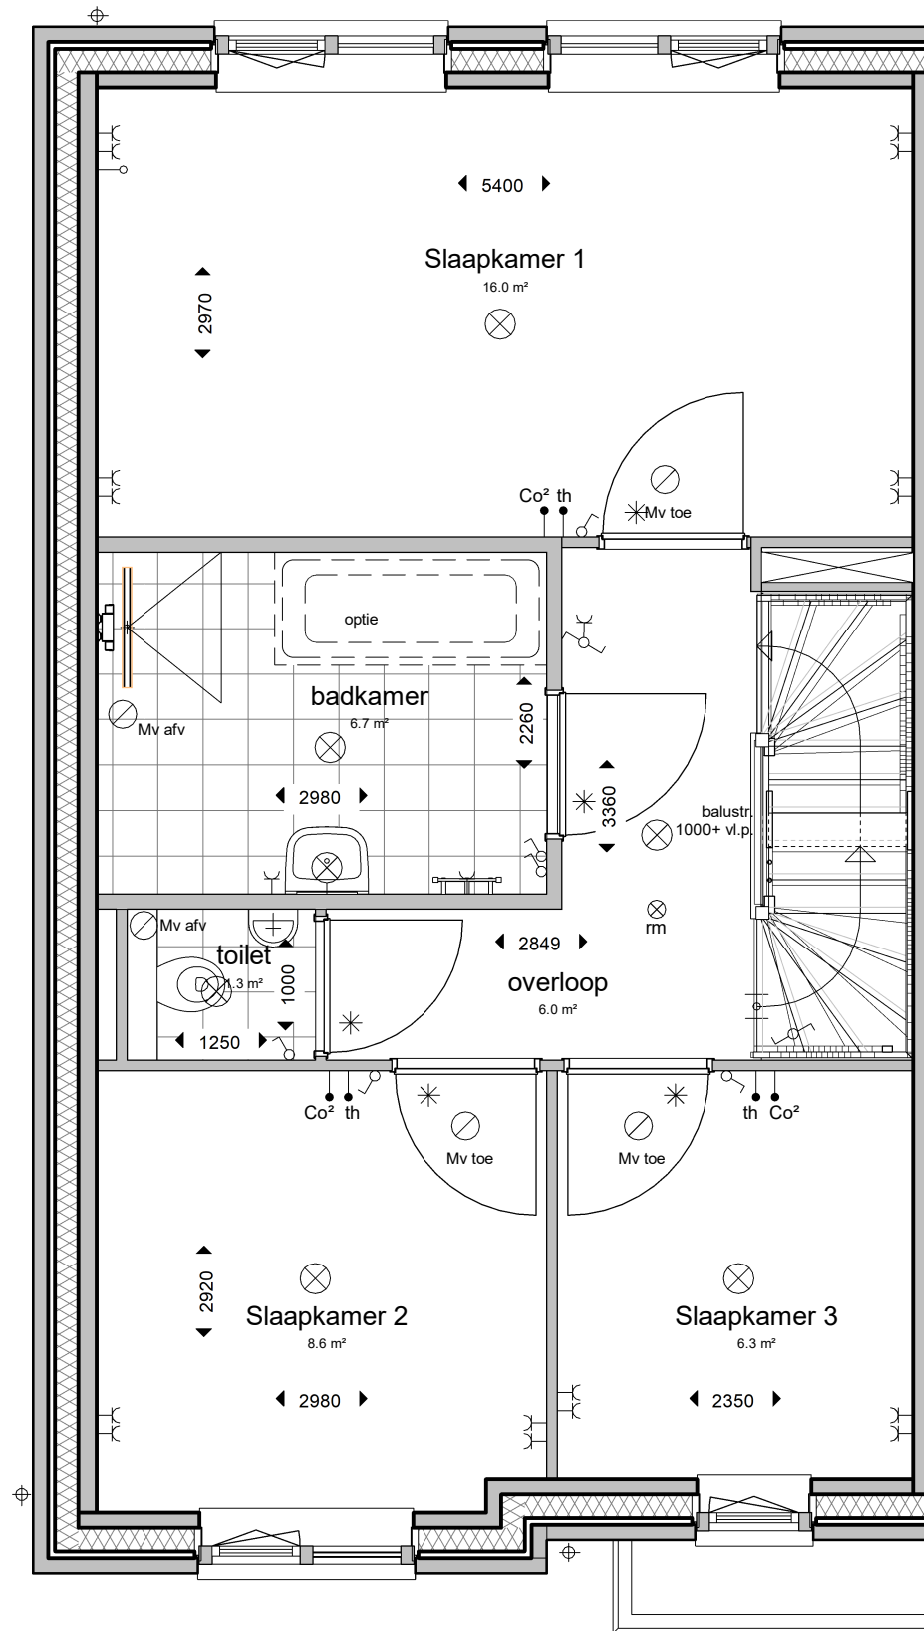 5400
Slaapkamer 1
16.0 m²
2970
Co² th
Mv toe
optie
badkamer
6.7 m²
2260
Mv afv
2980
3360
balustr.
1000+ vl.p.
Mv afv
toilet
1.3 m²
1000
1250
rm
2849
overloop
6.0 m²
Co² th
Mv toe
Mv toe
th Co²
2920
Slaapkamer 2
8.6 m²
2980
Slaapkamer 3
6.3 m²
2350